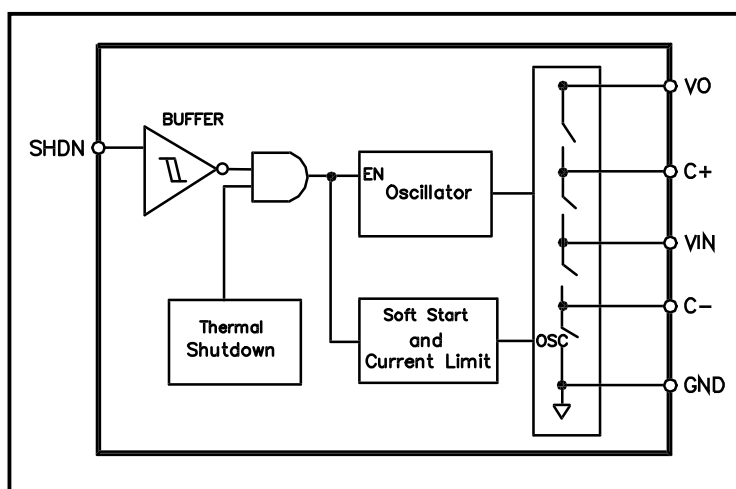 BUFFER
SHDN
EN
Oscillator
Thermal
Shutdown
Soft Start
and
Current Limit
OSC
VO
C+
VIN
C-
GND